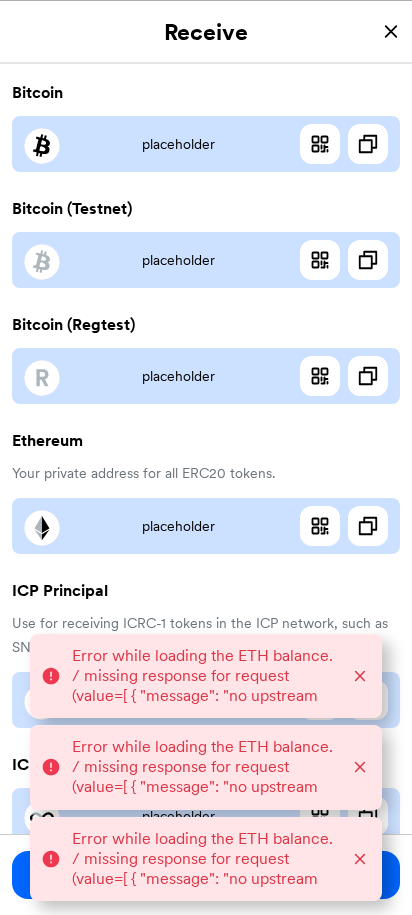 Receive
Bitcoin
placeholder
Bitcoin (Testnet)
placeholder
Bitcoin (Regtest)
R
placeholder
Ethereum
Your private address for all ERC20 tokens.
placeholder
ICP Principal
Use for receiving ICRC-1 tokens in the ICP network, such as
SN
Error while loading the ETH balance.
/ missing response for request
(value=[ { "message": "no upstream
IC
Error while loading the ETH balance.
/ missing response for request
(value=[ { "message": "no upstream
placeholder
Error while loading the ETH balance.
/ missing response for request
(value=[ { "message": "no upstream